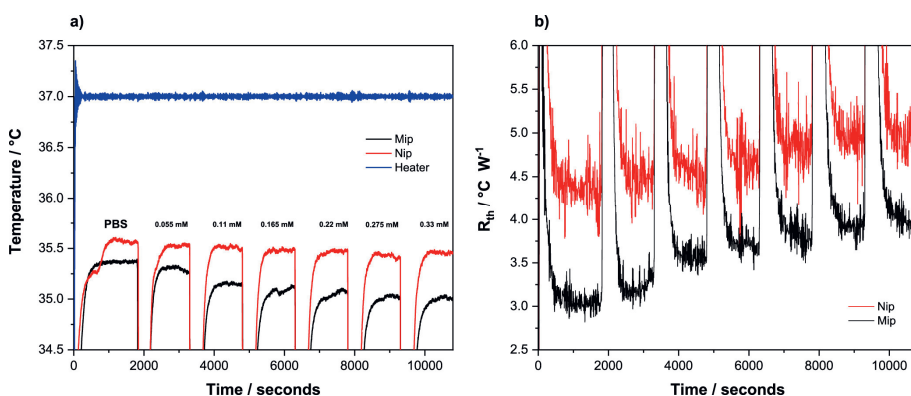 a)
37.5
37.0
36.5
36.0
35.5
35.0
34.5
Temperature / °C
Mip
Nip
Heater
PBS
0.055 mM
0.11 mM
0.165 mM
0.22 mM
0.275 mM
0.33 mM
0
2000
4000
6000
8000
10000
Time / seconds
b)
6.0
5.5
5.0
4.5
4.0
3.5
3.0
2.5
Rth / °C W-1
Nip
Mip
0
2000
4000
6000
8000
10000
Time / seconds